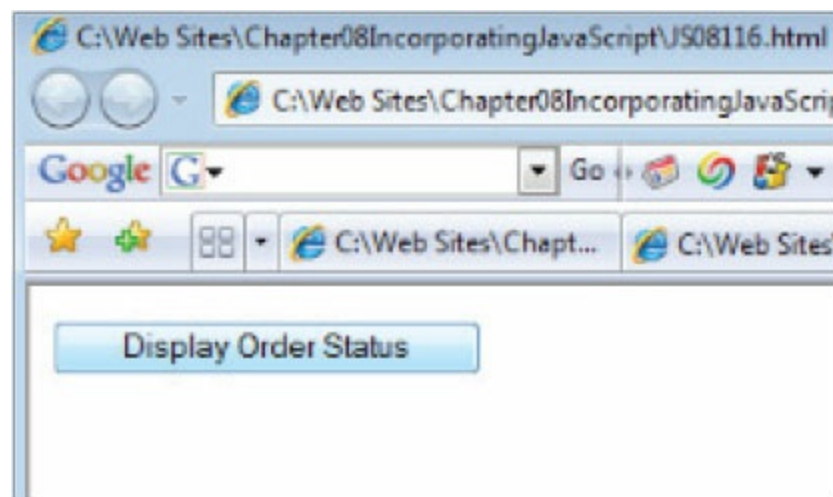 C:\Web Sites\Chapter08IncorporatingJavaScript\JS08116.html
C:\Web Sites\Chapter08IncorporatingJavaScrip
Google G Go
C:\Web Sites\Chapt... C:\Web Sites\
Display Order Status